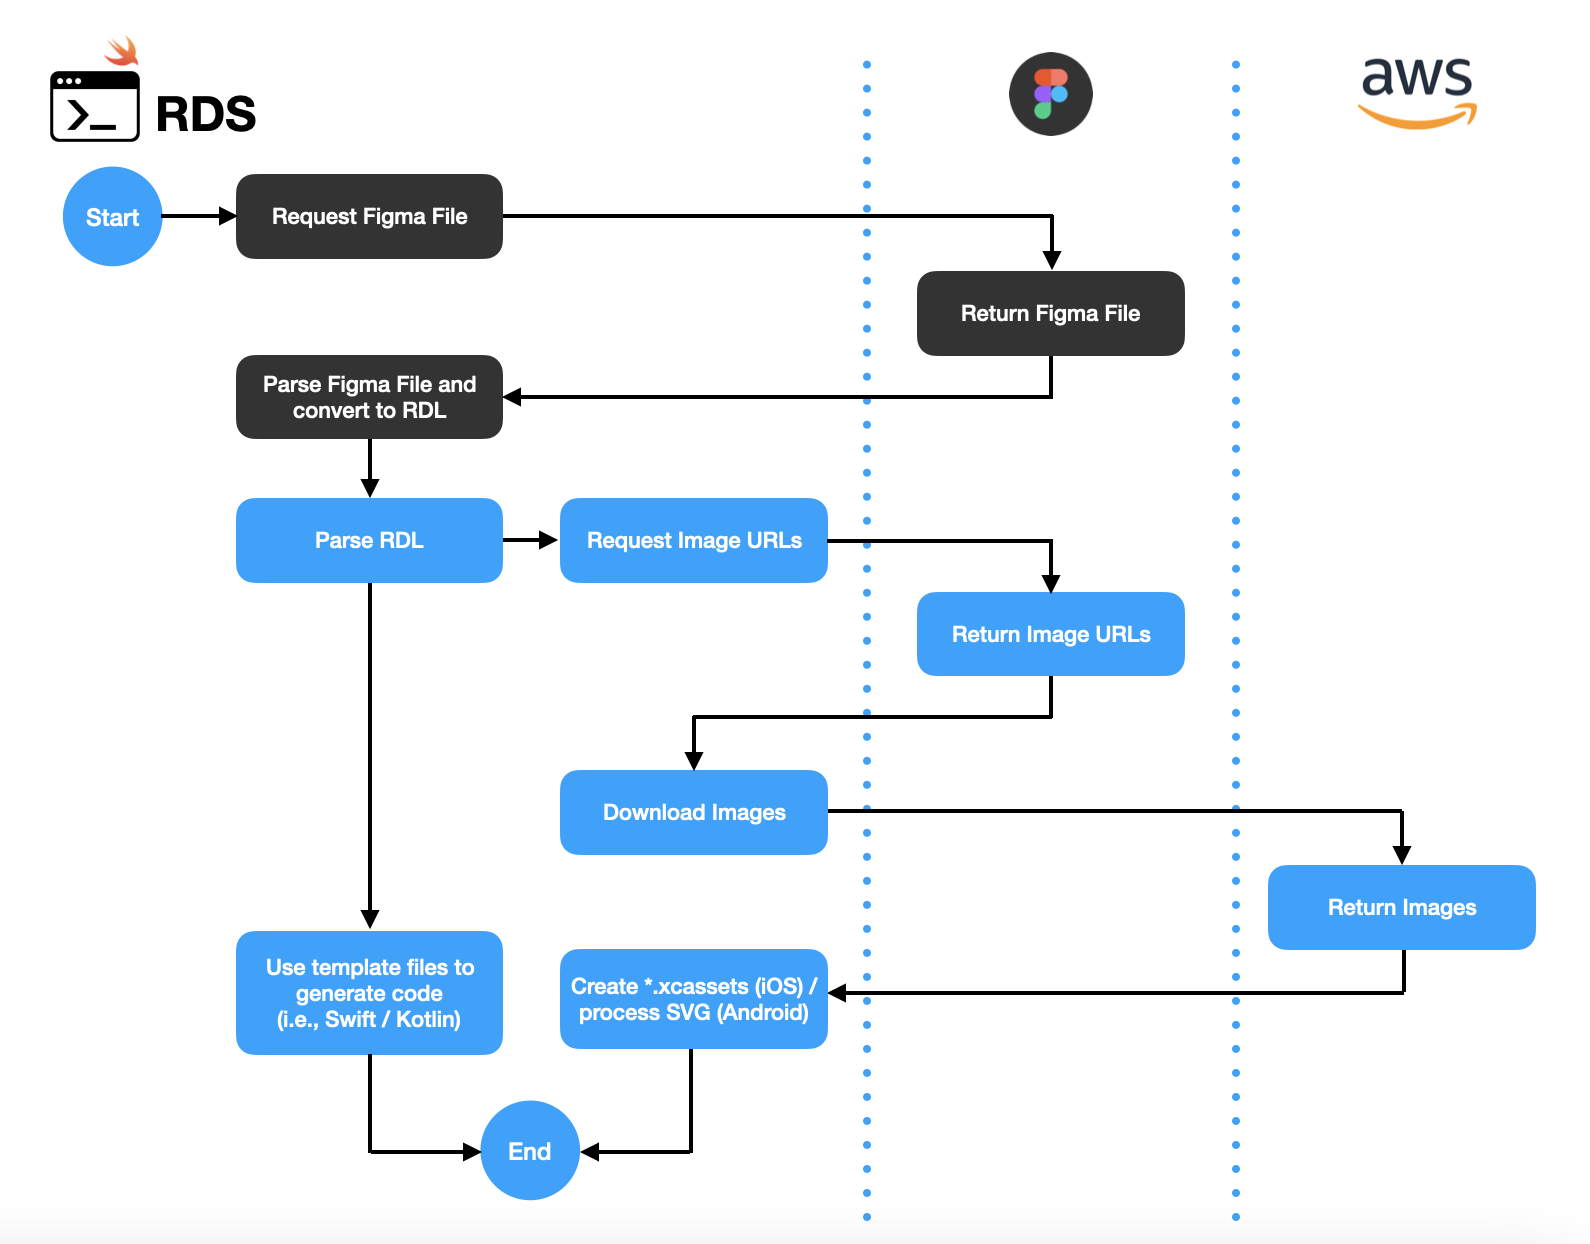 RDS
aws
Start
Request Figma File
Return Figma File
Parse Figma File and
convert to RDL
Parse RDL
Request Image URLs
Return Image URLs
Download Images
Return Images
Use template files to
generate code
(i.e., Swift / Kotlin)
Create *.xcassets (iOS) /
process SVG (Android)
End